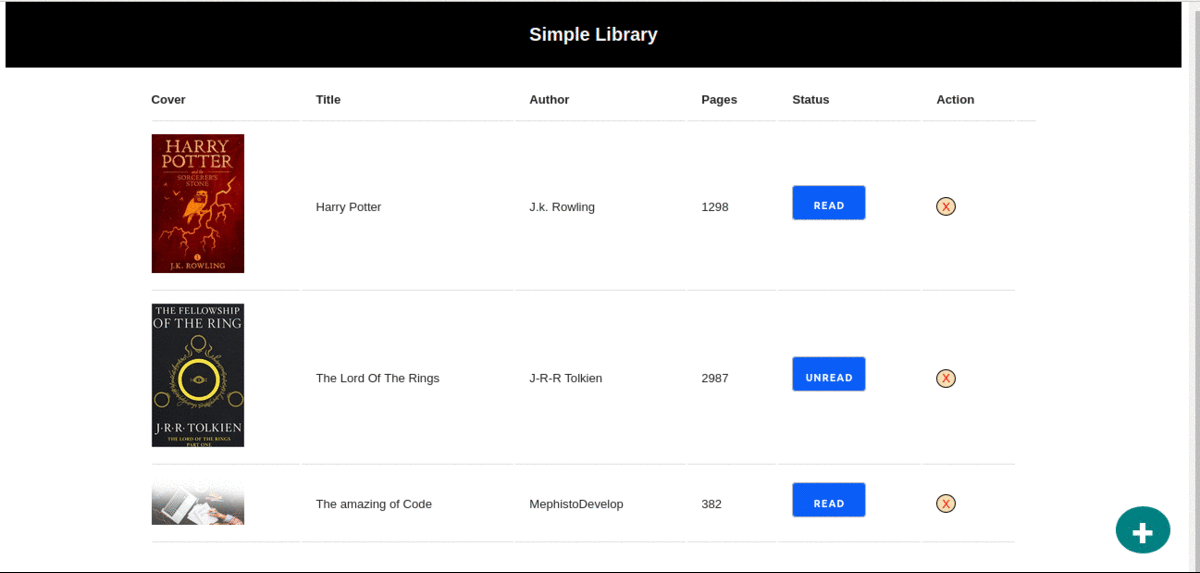 Simple Library
Cover Title Author Pages Status Action
HARRY
POTTER
and the
SORCERER'S
STONE
J.K. ROWLING
Harry Potter J.k. Rowling 1298 READ X
THE FELLOWSHIP
OF THE RING
J·R·R·TOLKIEN
THE LORD OF THE RINGS
PART ONE
The Lord Of The Rings J-R-R Tolkien 2987 UNREAD X
The amazing of Code MephistoDevelop 382 READ X
+